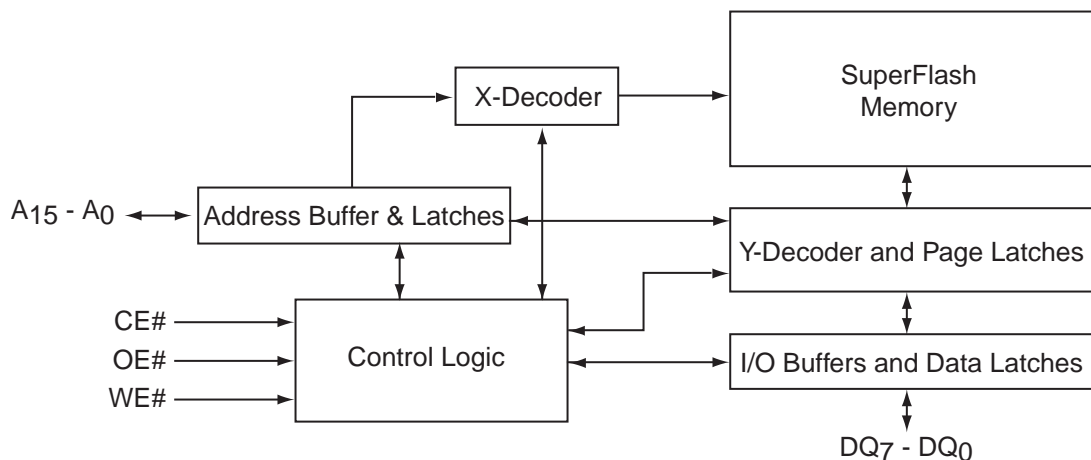 SuperFlash
Memory
X-Decoder
A15 - A0
Address Buffer & Latches
Y-Decoder and Page Latches
CE#
OE#
WE#
Control Logic
I/O Buffers and Data Latches
DQ7 - DQ0